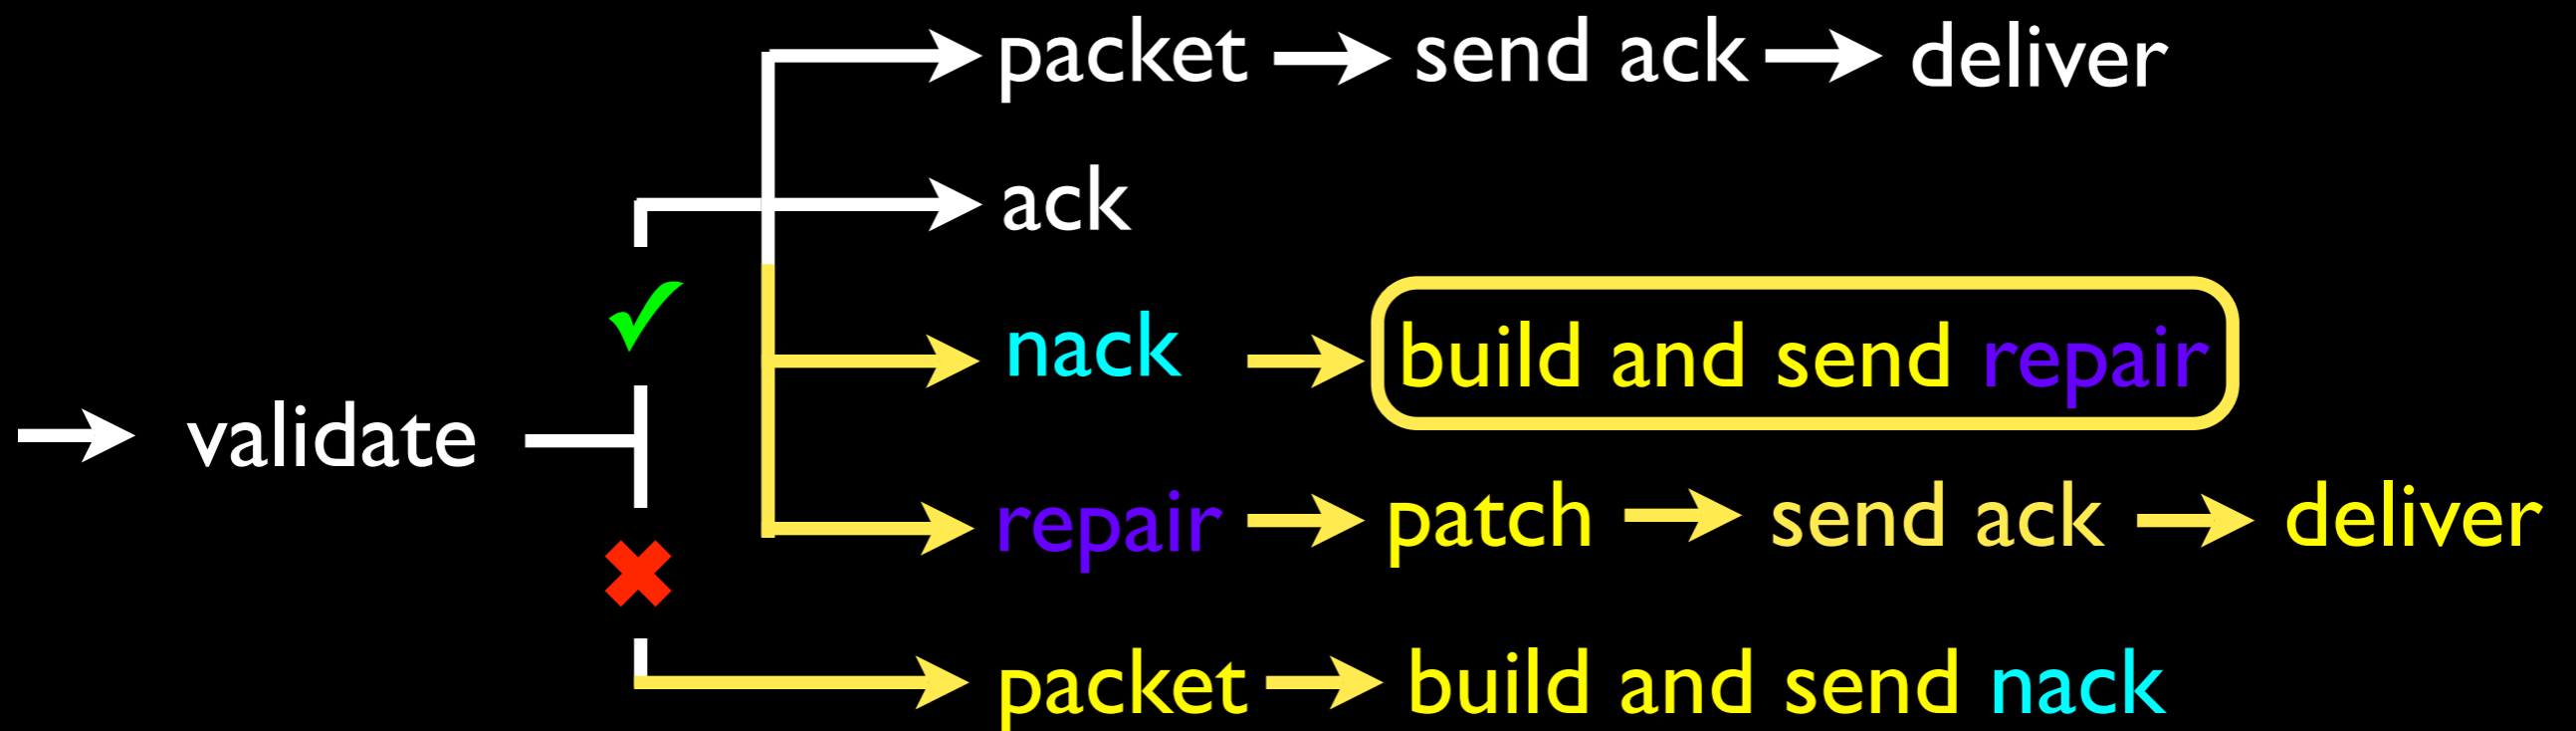 packet send ack deliver
ack
nack build and send repair
validate
repair patch send ack deliver
packet build and send nack